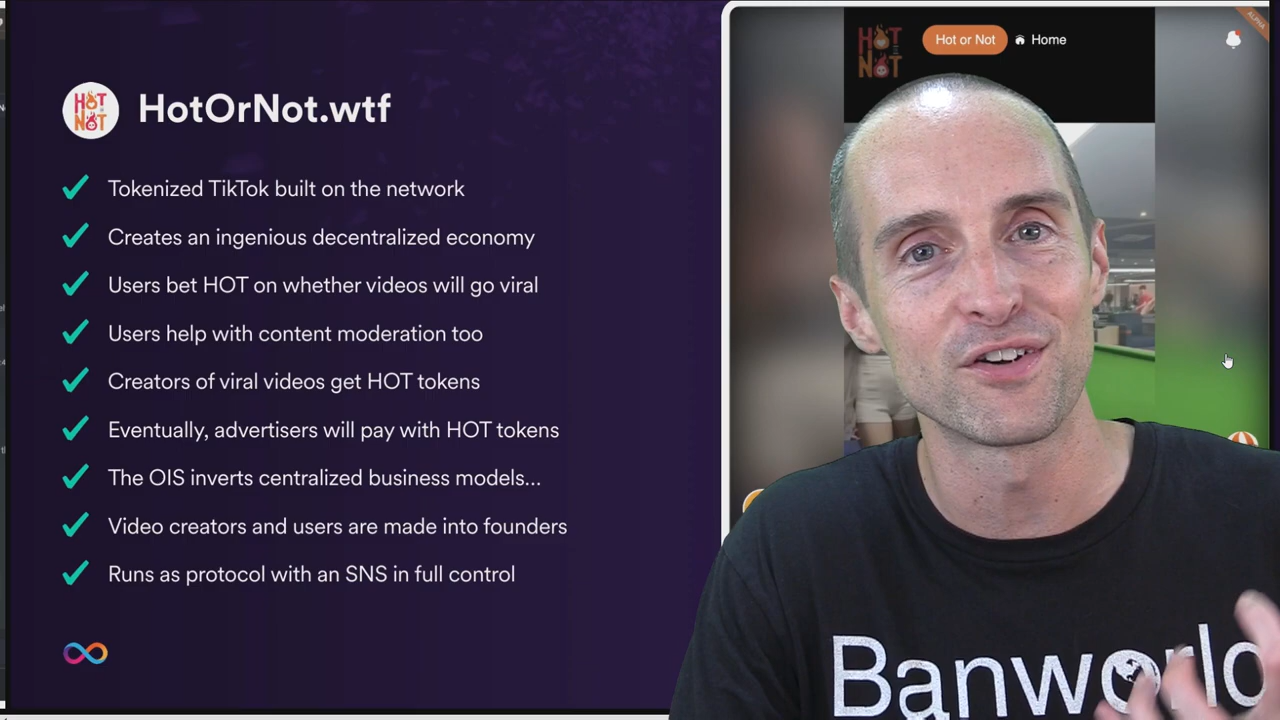 HOT
NOT
HotOrNot.wtf
Tokenized TikTok built on the network
Creates an ingenious decentralized economy
Users bet HOT on whether videos will go viral
Users help with content moderation too
Creators of viral videos get HOT tokens
Eventually, advertisers will pay with HOT tokens
The OIS inverts centralized business models...
Video creators and users are made into founders
Runs as protocol with an SNS in full control
HOT
NOT
Hot or Not
Home
ALPHA
Banworld